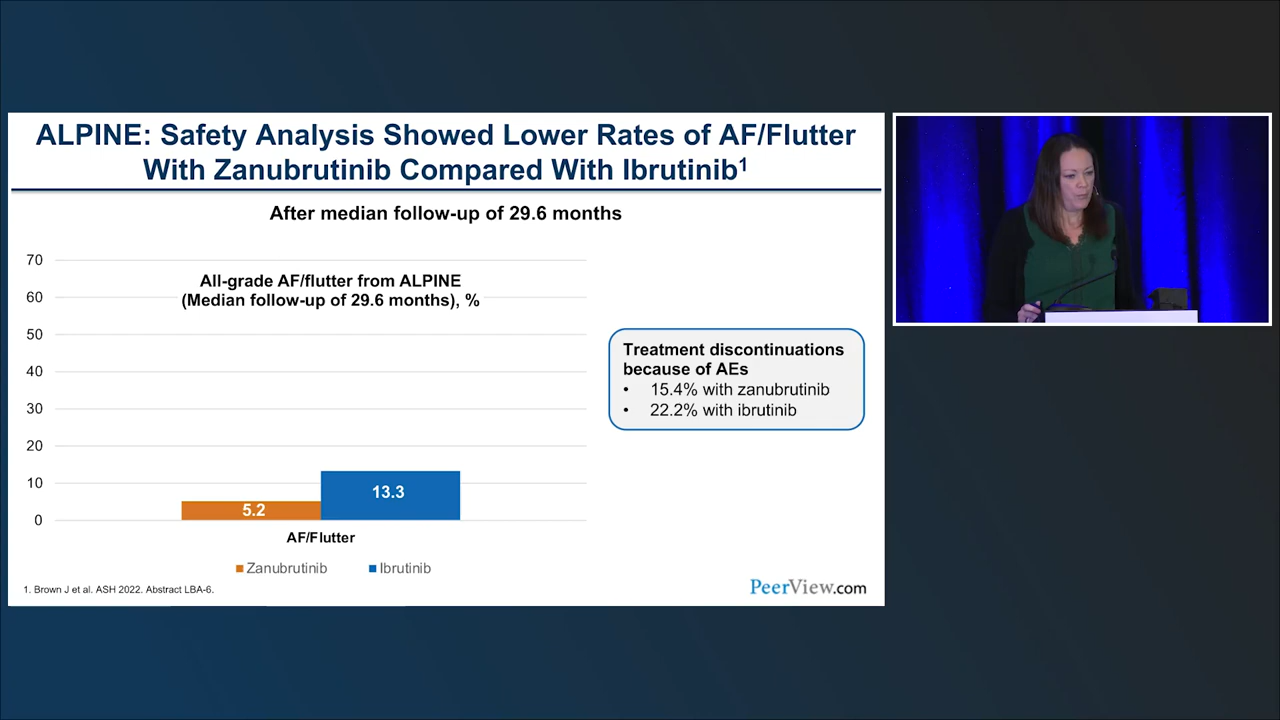 ALPINE: Safety Analysis Showed Lower Rates of AF/Flutter
With Zanubrutinib Compared With Ibrutinib¹
After median follow-up of 29.6 months
All-grade AF/flutter from ALPINE
(Median follow-up of 29.6 months), %
70
60
50
40
30
20
10
0
5.2
13.3
AF/Flutter
Zanubrutinib
Ibrutinib
Treatment discontinuations
because of AEs
• 15.4% with zanubrutinib
• 22.2% with ibrutinib
1. Brown J et al. ASH 2022. Abstract LBA-6.
PeerView.com